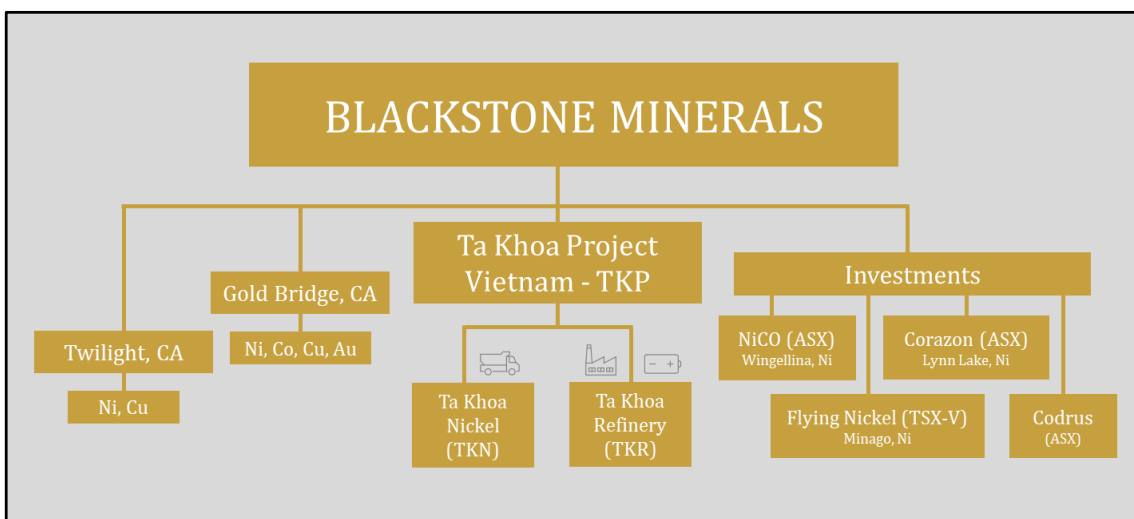 BLACKSTONE MINERALS
Twilight, CA
Ni, Cu
Gold Bridge, CA
Ni, Co, Cu, Au
Ta Khoa Project
Vietnam - TKP
Ta Khoa
Nickel
(TKN)
Ta Khoa
Refinery
(TKR)
Investments
NiCO (ASX)
Wingellina, Ni
Corazon (ASX)
Lynn Lake, Ni
Flying Nickel (TSX-V)
Minago, Ni
Codrus
(ASX)